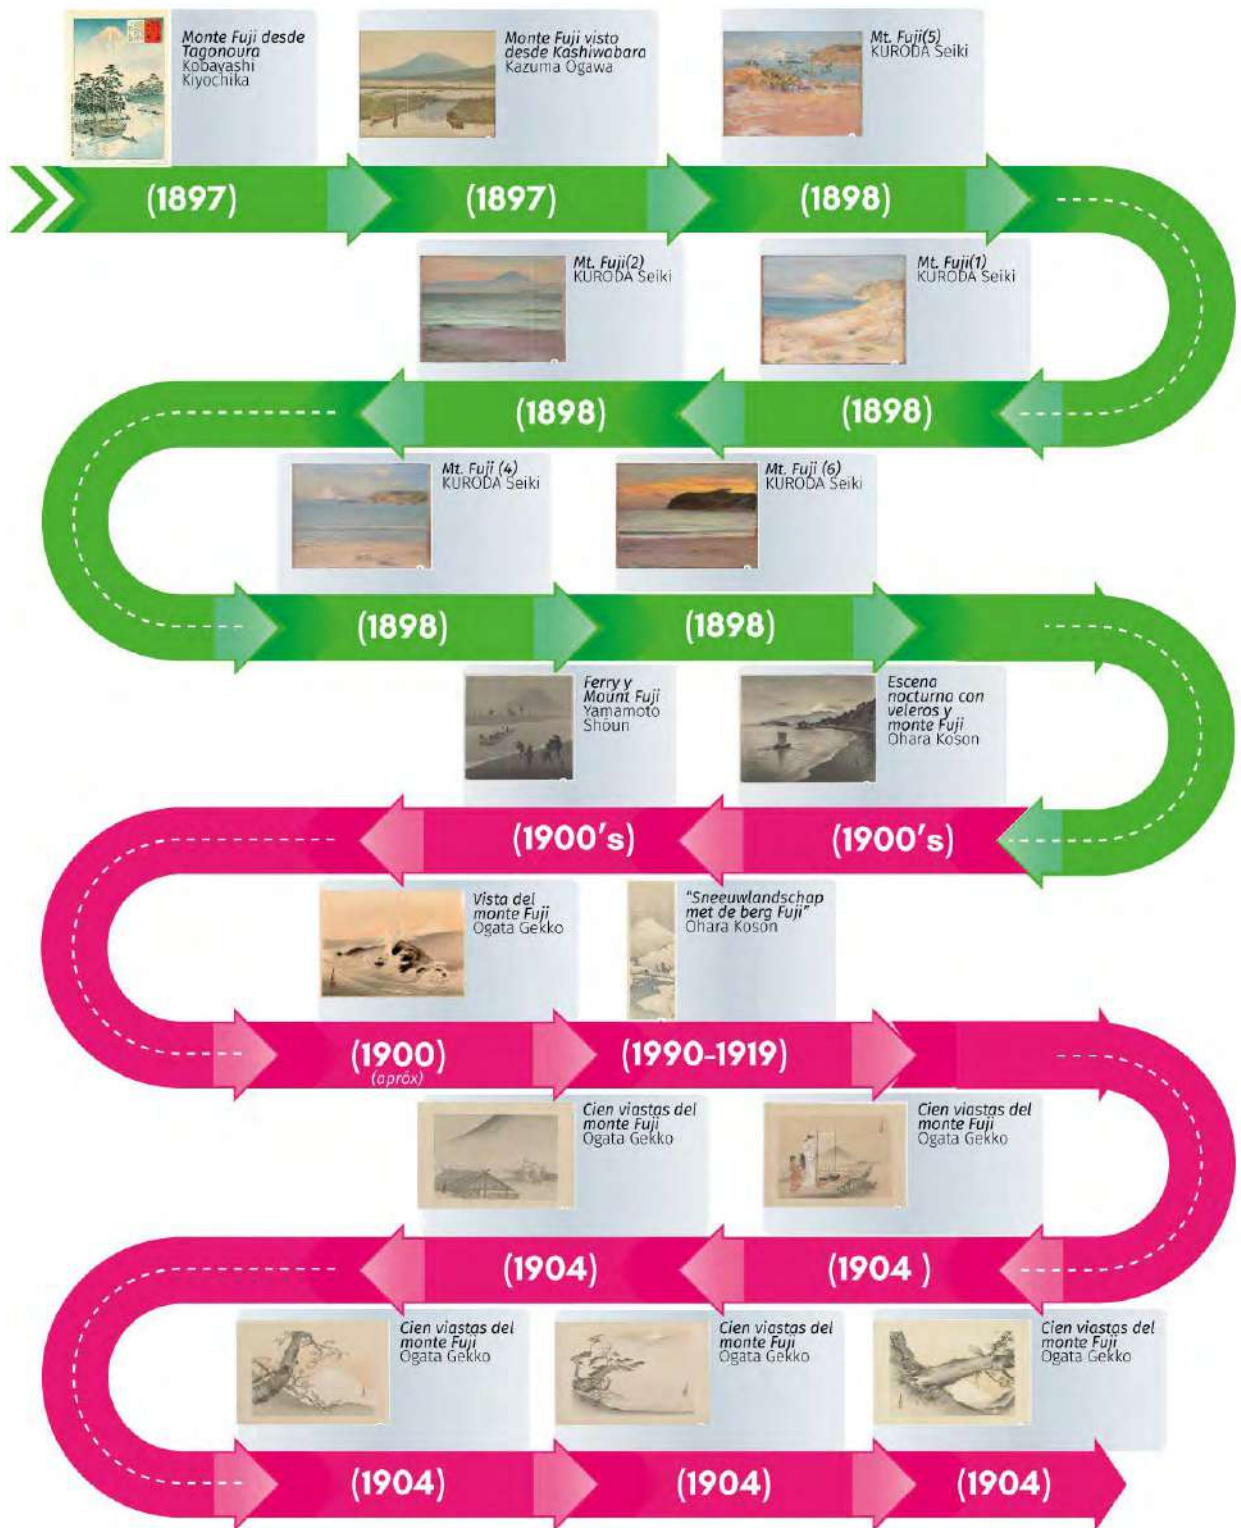 Monte Fuji desde
Tagonoura
Kobayashi
Kiyochika
Monte Fuji visto
desde Kashiwabara
Kazuma Ogawa
Mt. Fuji(5)
KURODA Seiki
(1897)
(1897)
(1898)
Mt. Fuji(2)
KURODA Seiki
Mt. Fuji(1)
KURODA Seiki
(1898)
(1898)
Mt. Fuji (4)
KURODA Seiki
Mt. Fuji (6)
KURODA Seiki
(1898)
(1898)
Ferry y
Mount Fuji
Yamamoto
Shōun
Escena
nocturna con
veleros y
monte Fuji
Ohara Koson
(1900's)
(1900's)
Vista del
monte Fuji
Ogata Gekko
"Sneeuwlandschap
met de berg Fuji"
Ohara Koson
(1900)
(apróx)
(1990-1919)
Cien viastas del
monte Fuji
Ogata Gekko
Cien viastas del
monte Fuji
Ogata Gekko
(1904)
(1904 )
Cien viastas del
monte Fuji
Ogata Gekko
Cien viastas del
monte Fuji
Ogata Gekko
Cien viastas del
monte Fuji
Ogata Gekko
(1904)
(1904)
(1904)